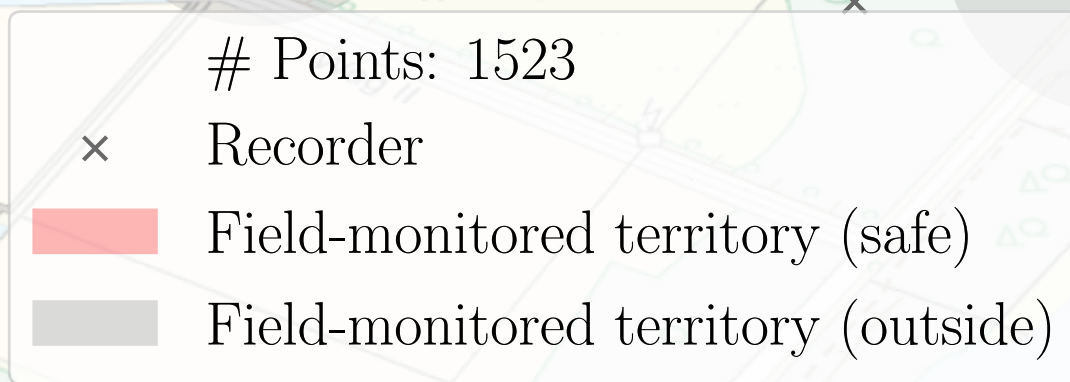 # Points: 1523
Recorder
Field-monitored territory (safe)
Field-monitored territory (outside)